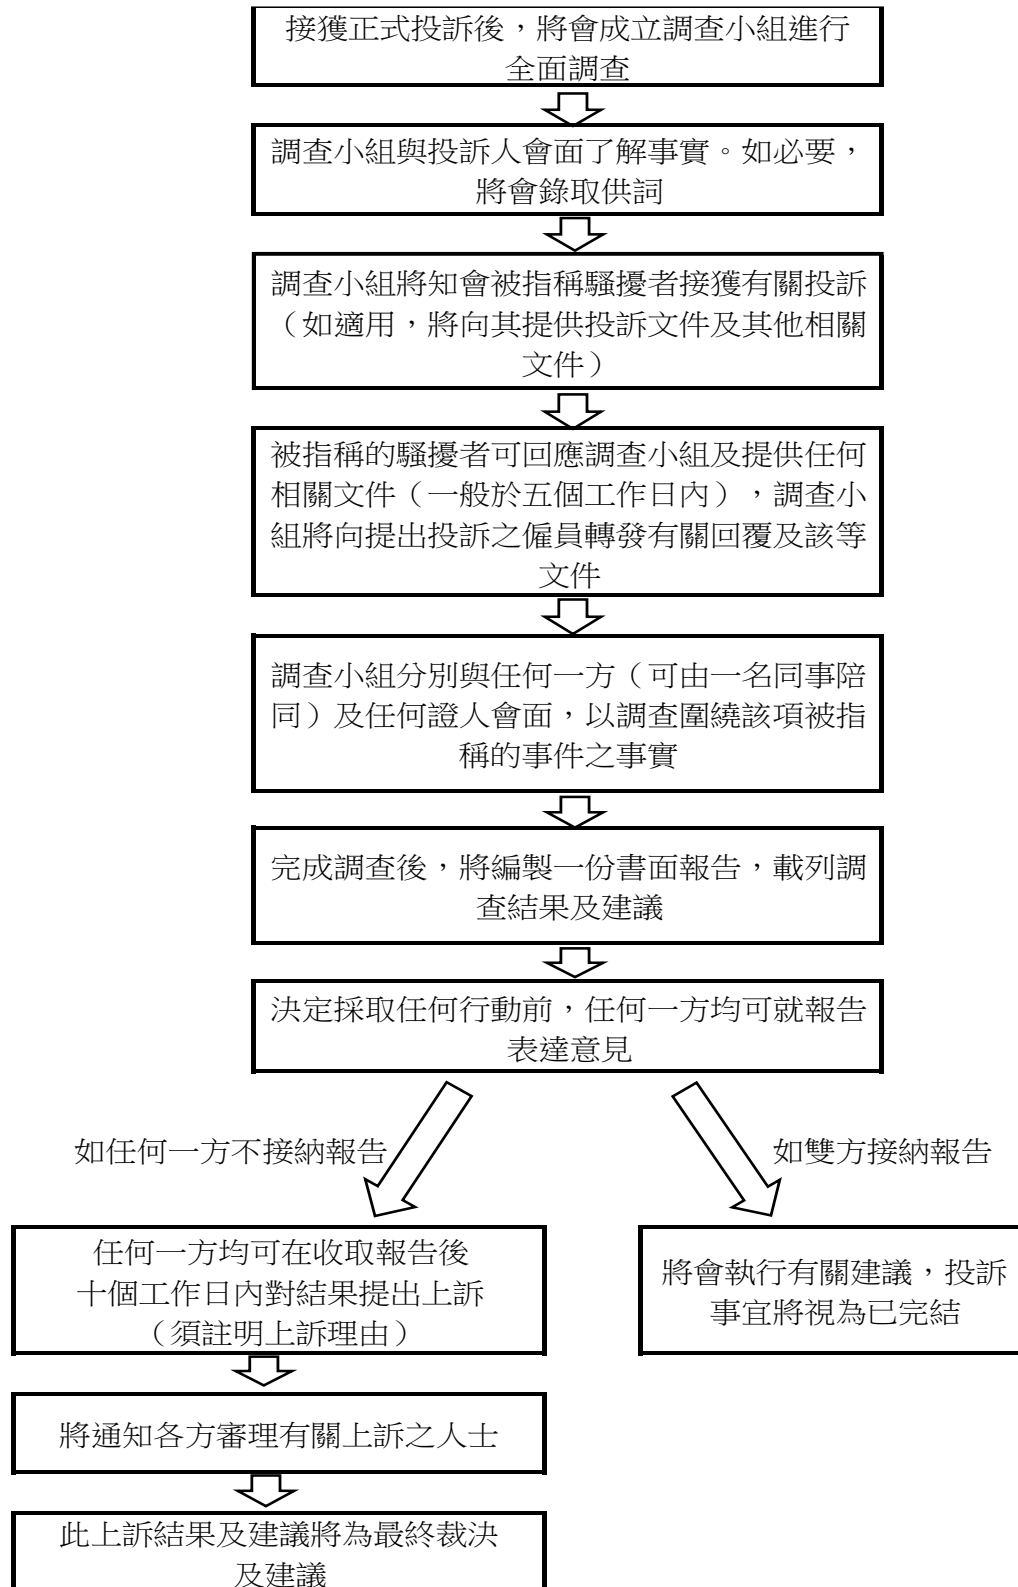 接獲正式投訴後，將會成立調查小組進行
全面調查
調查小組與投訴人會面了解事實。如必要，
將會錄取供詞
調查小組將知會被指稱騷擾者接獲有關投訴
（如適用，將向其提供投訴文件及其他相關
文件）
被指稱的騷擾者可回應調查小組及提供任何
相關文件（一般於五個工作日內），調查小
組將向提出投訴之僱員轉發有關回覆及該等
文件
調查小組分別與任何一方（可由一名同事陪
同）及任何證人會面，以調查圍繞該項被指
稱的事件之事實
完成調查後，將編製一份書面報告，載列調
查結果及建議
決定採取任何行動前，任何一方均可就報告
表達意見
如任何一方不接納報告
如雙方接納報告
任何一方均可在收取報告後
十個工作日內對結果提出上訴
（須註明上訴理由）
將會執行有關建議，投訴
事宜將視為已完結
將通知各方審理有關上訴之人士
此上訴結果及建議將為最終裁決
及建議